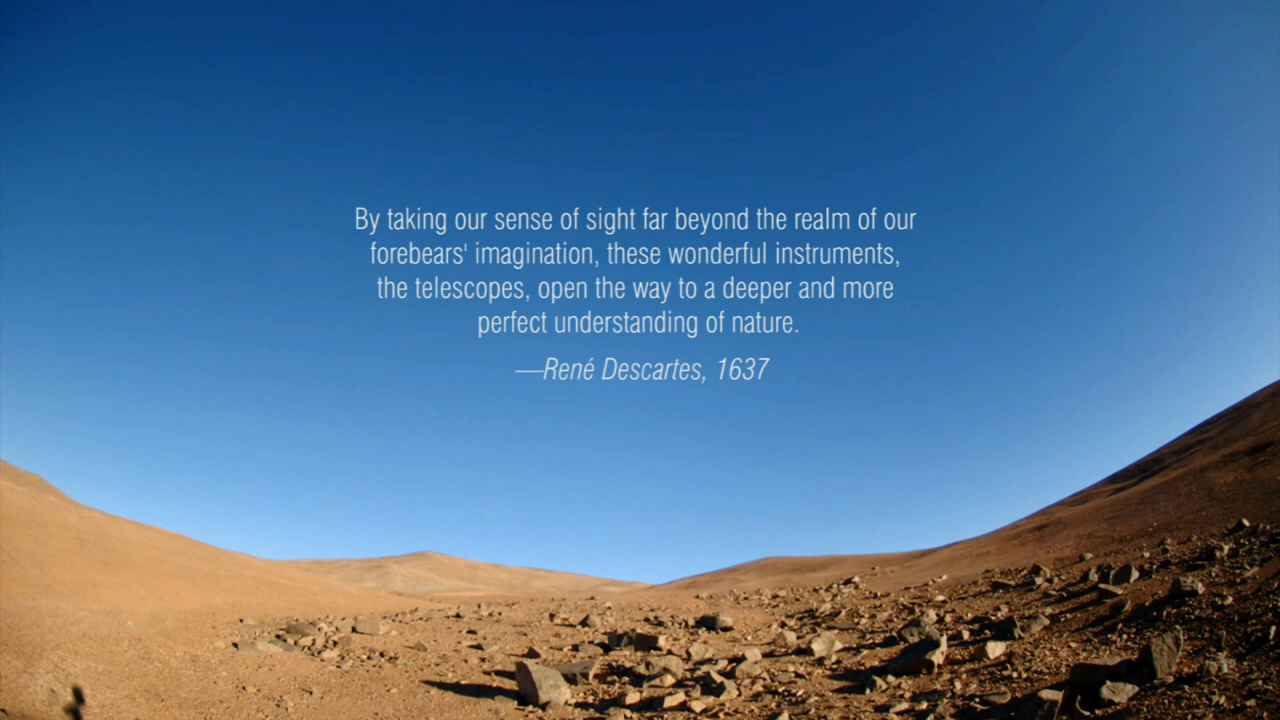 By taking our sense of sight far beyond the realm of our
forebears' imagination, these wonderful instruments,
the telescopes, open the way to a deeper and more
perfect understanding of nature.
—René Descartes, 1637